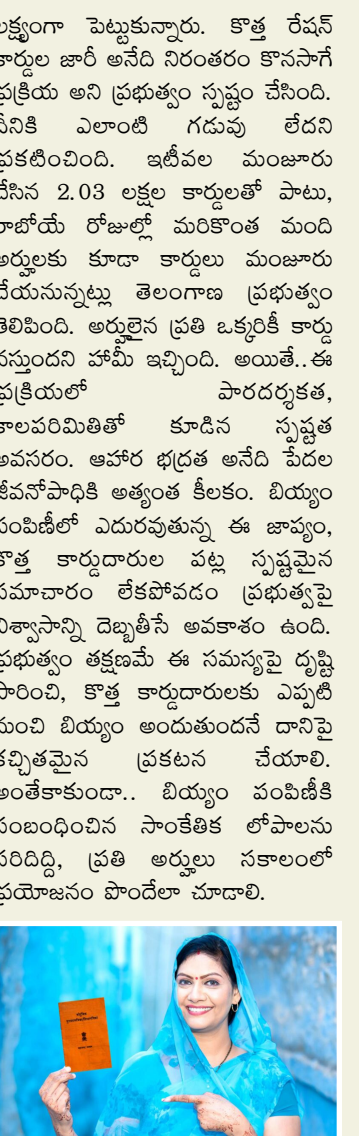 లక్ష్యంగా పెట్టుకున్నారు. కొత్త రేషన్
కార్డుల జారీ అనేది నిరంతరం కొనసాగే
ప్రక్రియ అని ప్రభుత్వం స్పష్టం చేసింది.
దీనికి ఎలాంటి గడువు లేదని
ప్రకటించింది. ఇటీవల మంజూరు
చేసిన 2.03 లక్షల కార్డులతో పాటు,
రాబోయే రోజుల్లో మరికొంత మంది
అర్హులకు కూడా కార్డులు మంజూరు
చేయనున్నట్లు తెలంగాణ ప్రభుత్వం
తెలిపింది. అర్హులైన ప్రతి ఒక్కరికీ కార్డు
వస్తుందని హామీ ఇచ్చింది. అయితే..ఈ
ప్రక్రియలో పారదర్శకత,
కాలపరిమితితో కూడిన స్పష్టత
అవసరం. ఆహార భద్రత అనేది పేదల
జీవనోపాధికి అత్యంత కీలకం. బియ్యం
పంపిణీలో ఎదురవుతున్న ఈ జాప్యం,
కొత్త కార్డుదారుల పట్ల స్పష్టమైన
సమాచారం లేకపోవడం ప్రభుత్వపై
విశ్వాసాన్ని దెబ్బతీసే అవకాశం ఉంది.
ప్రభుత్వం తక్షణమే ఈ సమస్యపై దృష్టి
సారించి, కొత్త కార్డుదారులకు ఎప్పటి
నుంచి బియ్యం అందుతుందనే దానిపై
కచ్చితమైన ప్రకటన చేయాలి.
అంతేకాకుండా.. బియ్యం పంపిణీకి
సంబంధించిన సాంకేతిక లోపాలను
సరిదిద్ది, ప్రతి అర్హులు సకాలంలో
ప్రయోజనం పొందేలా చూడాలి.